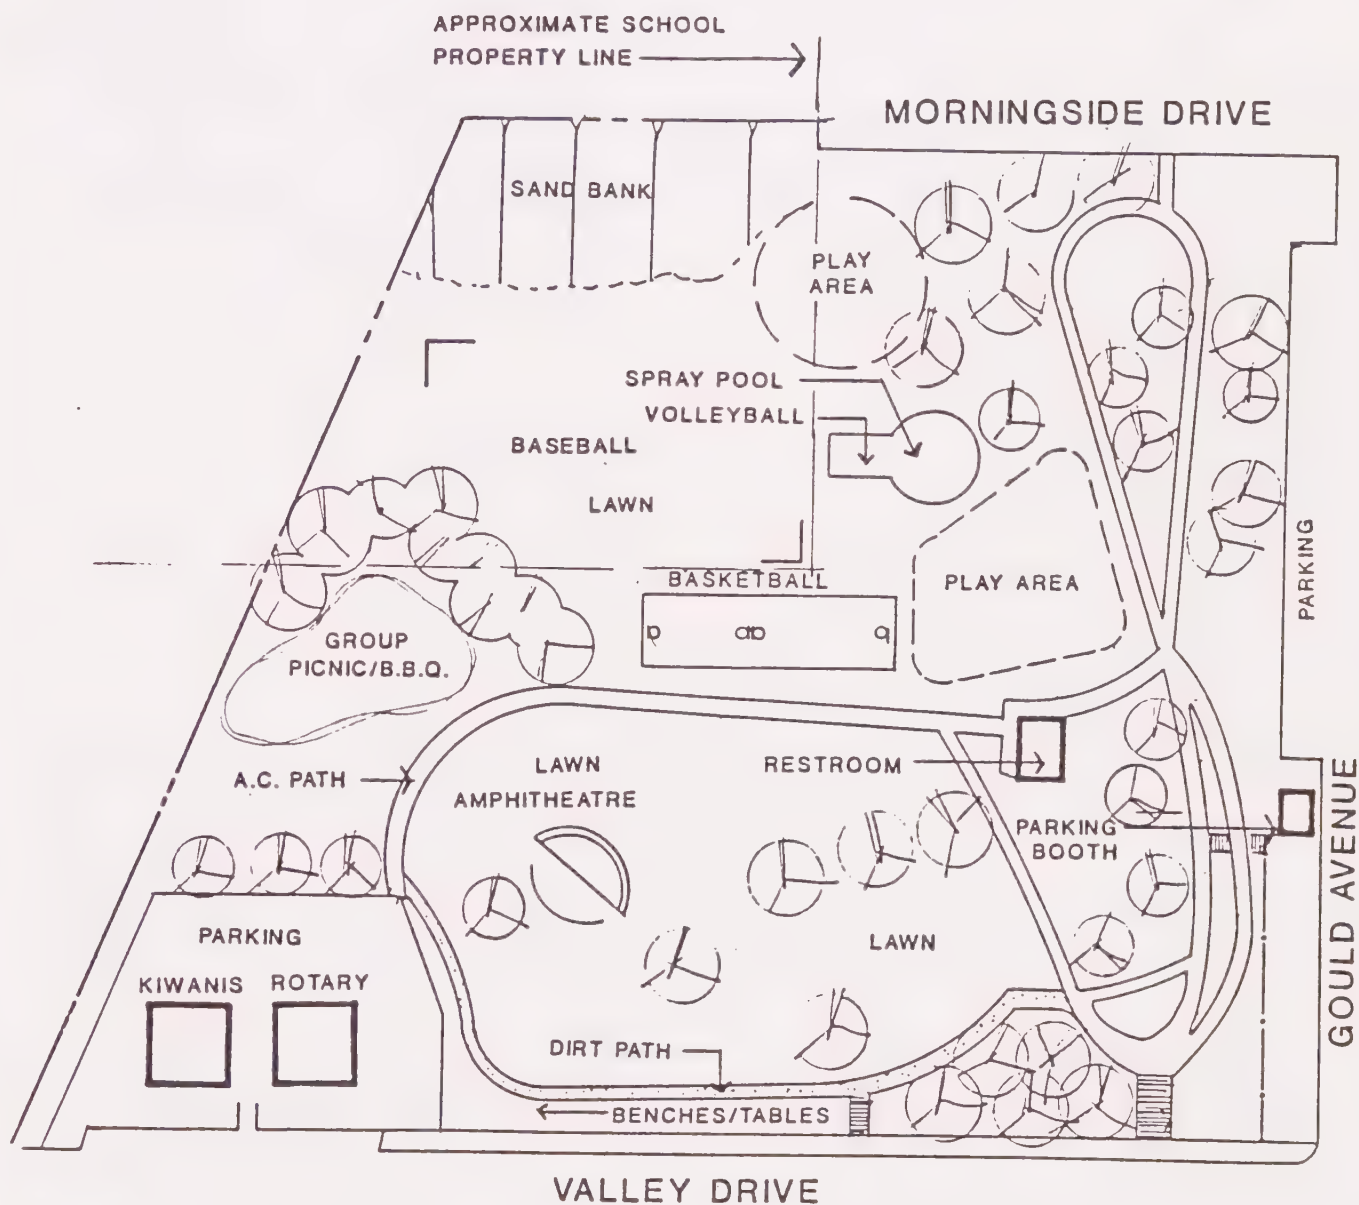 APPROXIMATE SCHOOL
PROPERTY LINE
MORNINGSIDE DRIVE
SAND BANK
PLAY
AREA
SPRAY POOL
VOLLEYBALL
BASEBALL
LAWN
BASKETBALL
PLAY AREA
PARKING
GROUP
PICNIC/B.B.Q.
A.C. PATH
LAWN
AMPHITHEATRE
RESTROOM
PARKING
BOOTH
GOULD AVENUE
PARKING
LAWN
KIWANIS
ROTARY
DIRT PATH
BENCHES/TABLES
VALLEY DRIVE